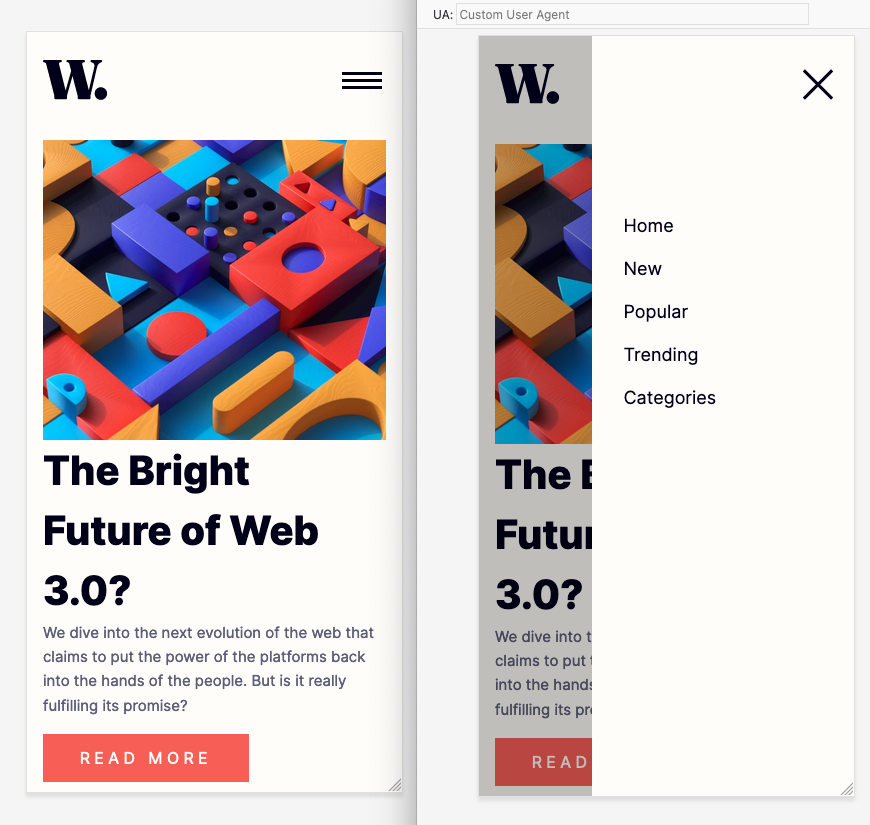 W.
The Bright
Future of Web
3.0?
We dive into the next evolution of the web that
claims to put the power of the platforms back
into the hands of the people. But is it really
fulfilling its promise?
READ MORE
UA: Custom User Agent
W.
Home
New
Popular
Trending
Categories
The B
Futur
3.0?
We dive into t
claims to put t
into the hands
fulfilling its pro
READ